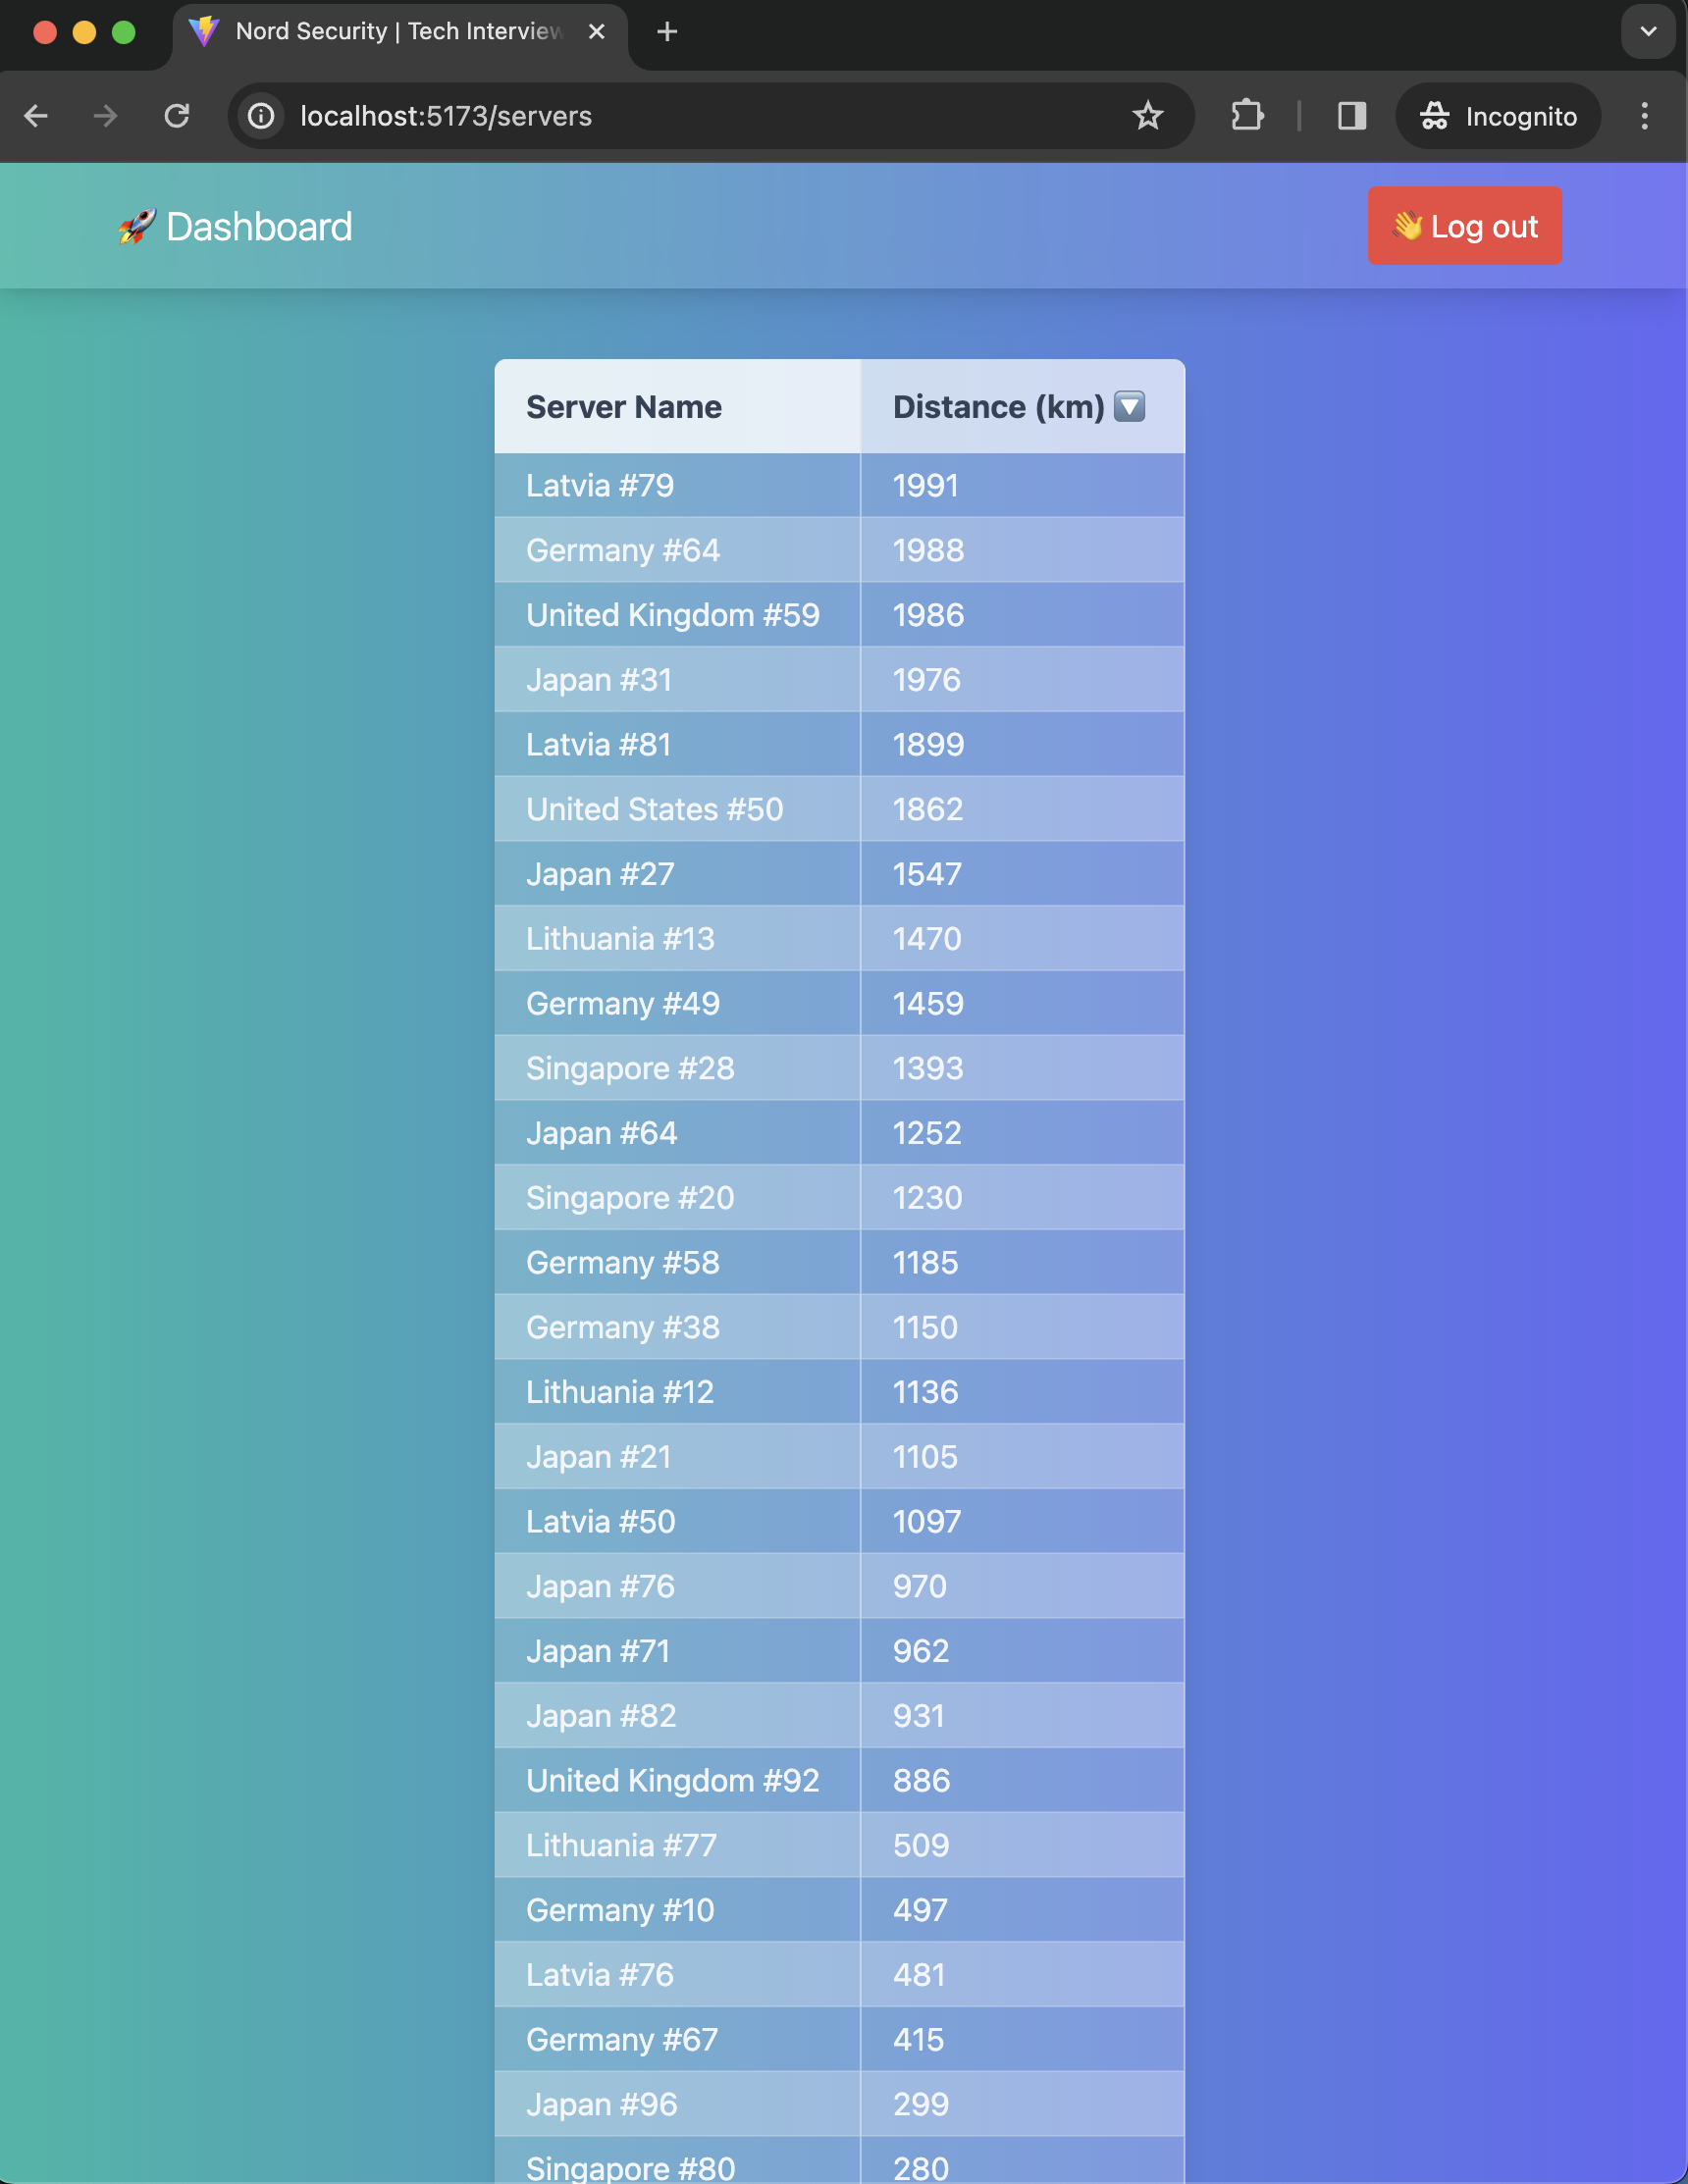 Nord Security | Tech Interview
localhost:5173/servers
Incognito
🚀 Dashboard
👋 Log out
Server Name Distance (km) 🔽
Latvia #79 1991
Germany #64 1988
United Kingdom #59 1986
Japan #31 1976
Latvia #81 1899
United States #50 1862
Japan #27 1547
Lithuania #13 1470
Germany #49 1459
Singapore #28 1393
Japan #64 1252
Singapore #20 1230
Germany #58 1185
Germany #38 1150
Lithuania #12 1136
Japan #21 1105
Latvia #50 1097
Japan #76 970
Japan #71 962
Japan #82 931
United Kingdom #92 886
Lithuania #77 509
Germany #10 497
Latvia #76 481
Germany #67 415
Japan #96 299
Singapore #80 280